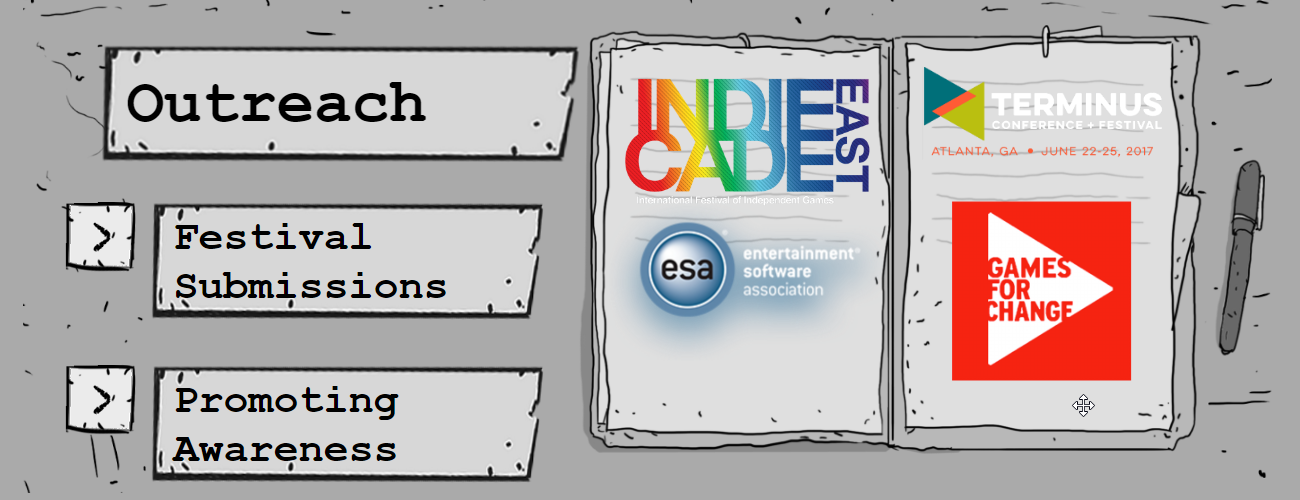 Outreach
Festival
Submissions
Promoting
Awareness
INDIE
CADE
EAST
International Festival of Independent Games
esa
entertainment®
software
association
TERMINUS
CONFERENCE + FESTIVAL
ATLANTA, GA • JUNE 22-25, 2017
GAMES
FOR
CHANGE